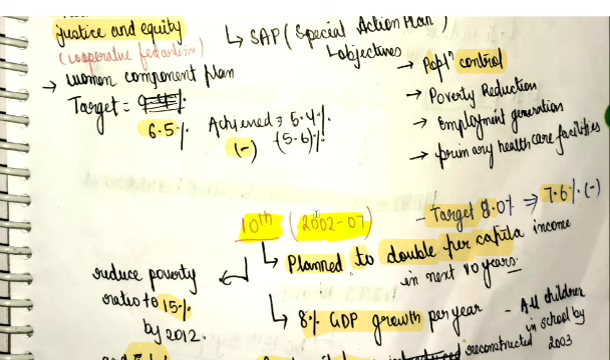 justice and equity
(cooperative federalism)
→ women component plan
Target =
6.5%
Achieved = 5.4%
(-) (5.6)%
↳ SAP (Special Action Plan)
↳ objectives
→ Popln control
→ Poverty Reduction
→ Employment generation
→ primary healthcare facilities
10th (2002-07)
- Target 8.0% ⇒ 7.6% (-)
↳ Planned to double per capita income
in next 10 years.
reduce poverty
ratio to 15%
by 2012.
↳ 8% GDP growth per year
- All children
in school by
2003
reconstructed